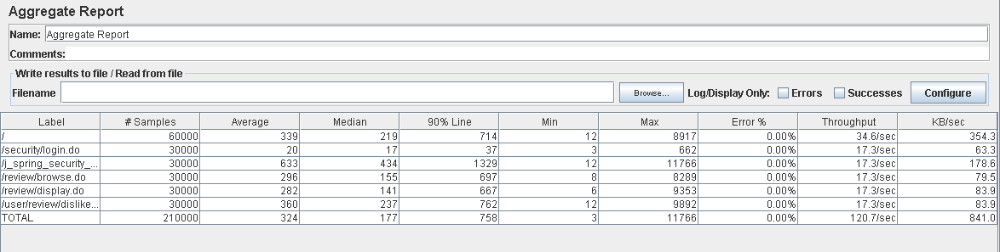 Aggregate Report
Name: Aggregate Report
Comments:
Write results to file / Read from file
Filename Browse... Log/Display Only: Errors Successes Configure
Label # Samples Average Median 90% Line Min Max Error % Throughput KB/sec
/ 60000 339 219 714 12 8917 0.00% 34.6/sec 354.3
/security/login.do 30000 20 17 37 3 662 0.00% 17.3/sec 63.3
/j_spring_security_... 30000 633 434 1329 12 11766 0.00% 17.3/sec 178.6
/review/browse.do 30000 296 155 697 8 8289 0.00% 17.3/sec 79.5
/review/display.do 30000 282 141 667 6 9353 0.00% 17.3/sec 83.9
/user/review/dislike... 30000 360 237 762 12 9892 0.00% 17.3/sec 83.9
TOTAL 210000 324 177 758 3 11766 0.00% 120.7/sec 841.0